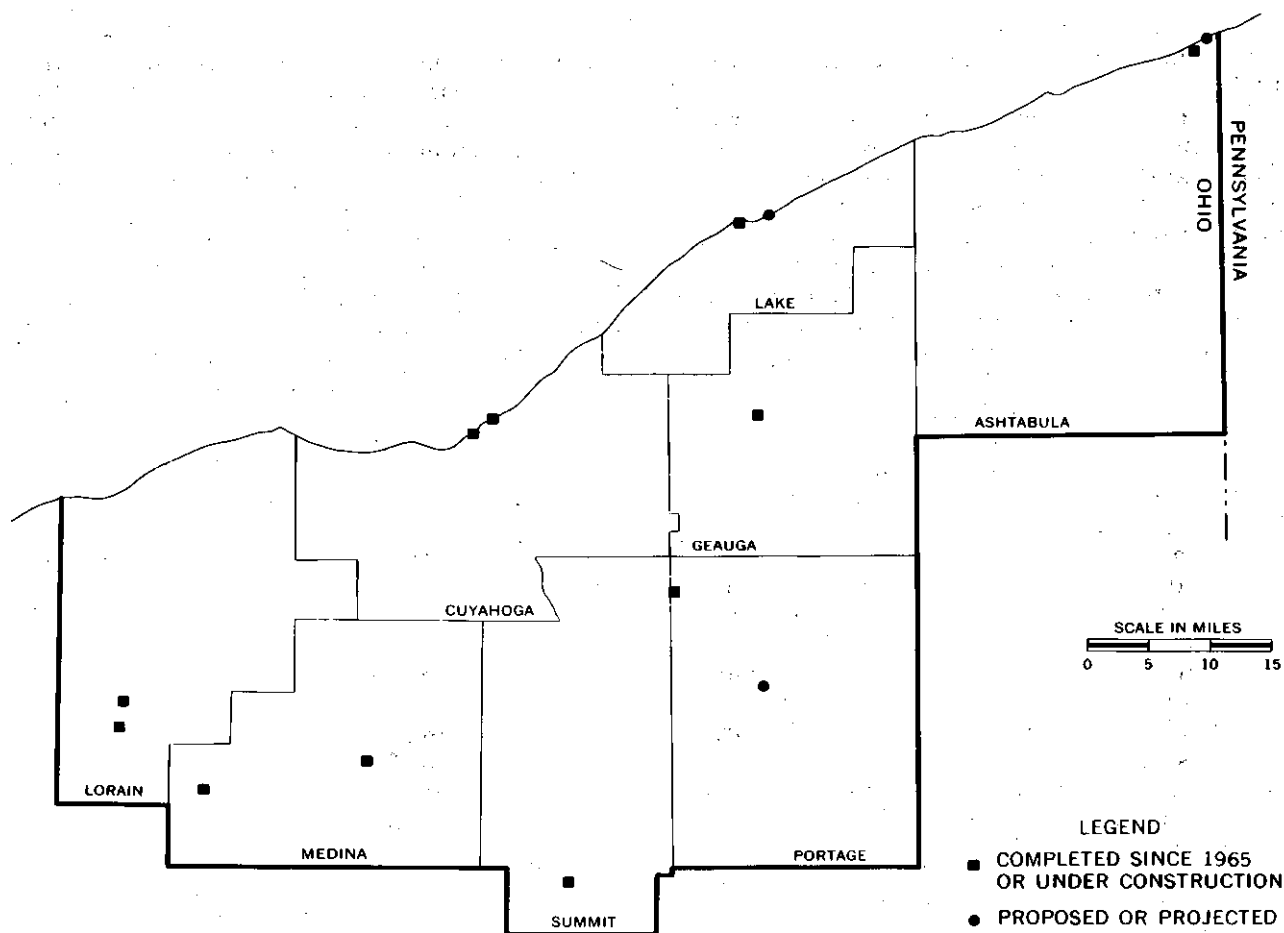 PENNSYLVANIA
OHIO
LAKE
ASHTABULA
GEAUGA
CUYAHOGA
SCALE IN MILES
0 5 10 15
LORAIN
MEDINA
PORTAGE
SUMMIT
LEGEND
COMPLETED SINCE 1965
OR UNDER CONSTRUCTION
PROPOSED OR PROJECTED